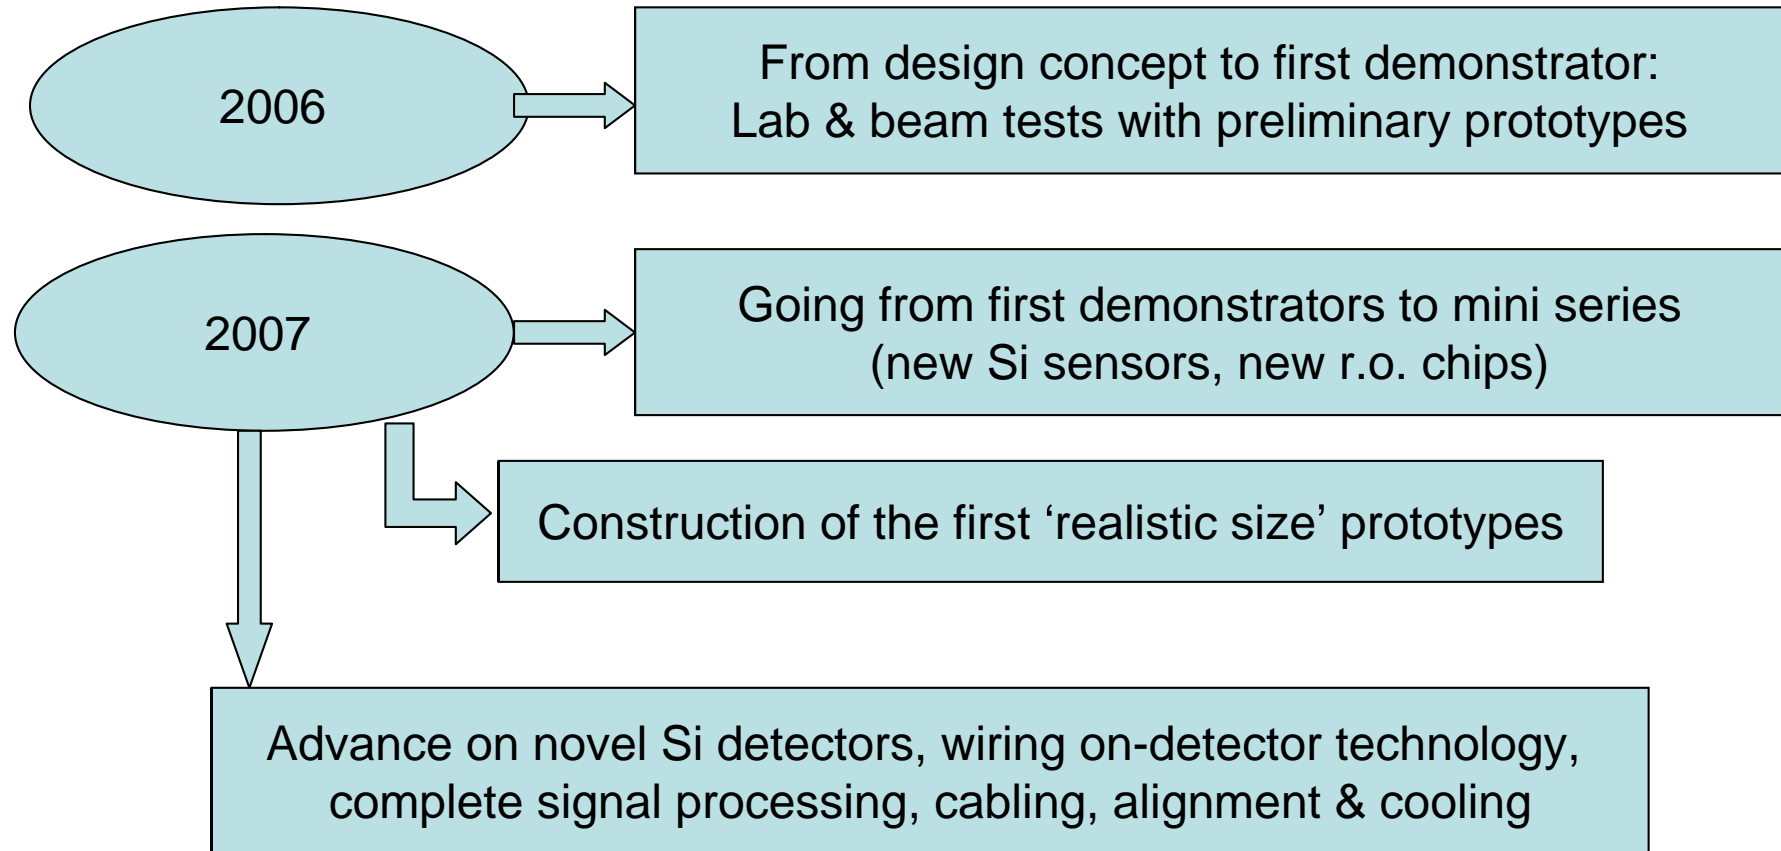 2006
From design concept to first demonstrator:
Lab & beam tests with preliminary prototypes
2007
Going from first demonstrators to mini series
(new Si sensors, new r.o. chips)
Construction of the first ‘realistic size’ prototypes
Advance on novel Si detectors, wiring on-detector technology,
complete signal processing, cabling, alignment & cooling